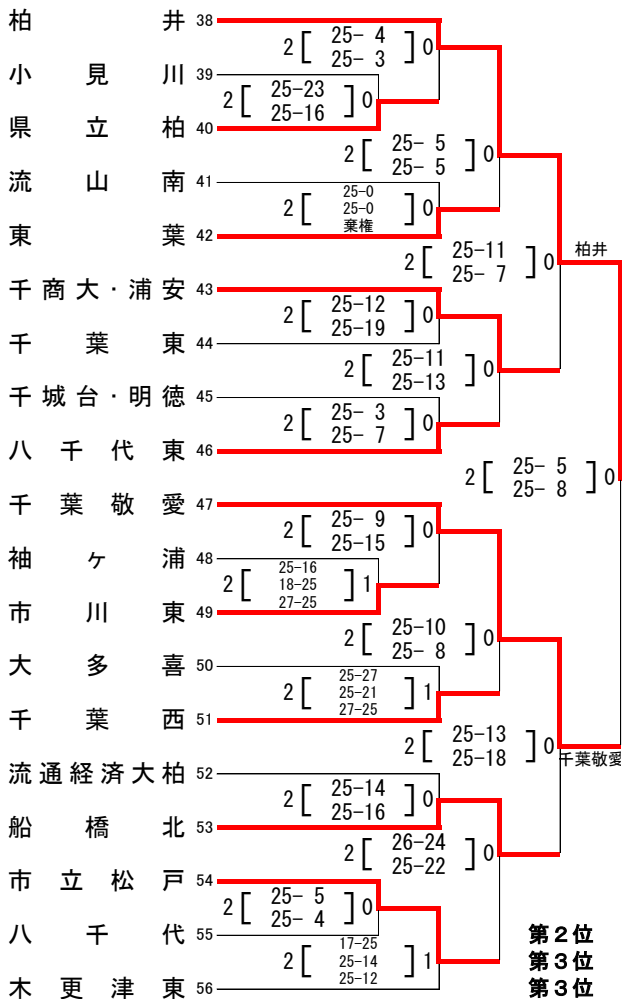 柏井 38
2 [ 25- 4 ] 0
25- 3
小見川 39
2 [ 25-23 ] 0
25-16
県立柏 40
2 [ 25- 5 ] 0
25- 5
流山南 41
2 [ 25-0 ] 0
25-0
棄権
東葉 42
2 [ 25-11 ] 0
25- 7
柏井
千商大・浦安 43
2 [ 25-12 ] 0
25-19
千葉東 44
2 [ 25-11 ] 0
25-13
千城台・明徳 45
2 [ 25- 3 ] 0
25- 7
八千代東 46
2 [ 25- 5 ] 0
25- 8
千葉敬愛 47
2 [ 25- 9 ] 0
25-15
袖ヶ浦 48
2 [ 25-16 ] 1
18-25
27-25
市川東 49
2 [ 25-10 ] 0
25- 8
大多喜 50
2 [ 25-27 ] 1
25-21
27-25
千葉西 51
2 [ 25-13 ] 0
25-18
千葉敬愛
流通経済大柏 52
2 [ 25-14 ] 0
25-16
船橋北 53
2 [ 26-24 ] 0
25-22
市立松戸 54
2 [ 25- 5 ] 0
25- 4
八千代 55
2 [ 17-25 ] 1
25-14
25-12
木更津東 56
第2位
第3位
第3位